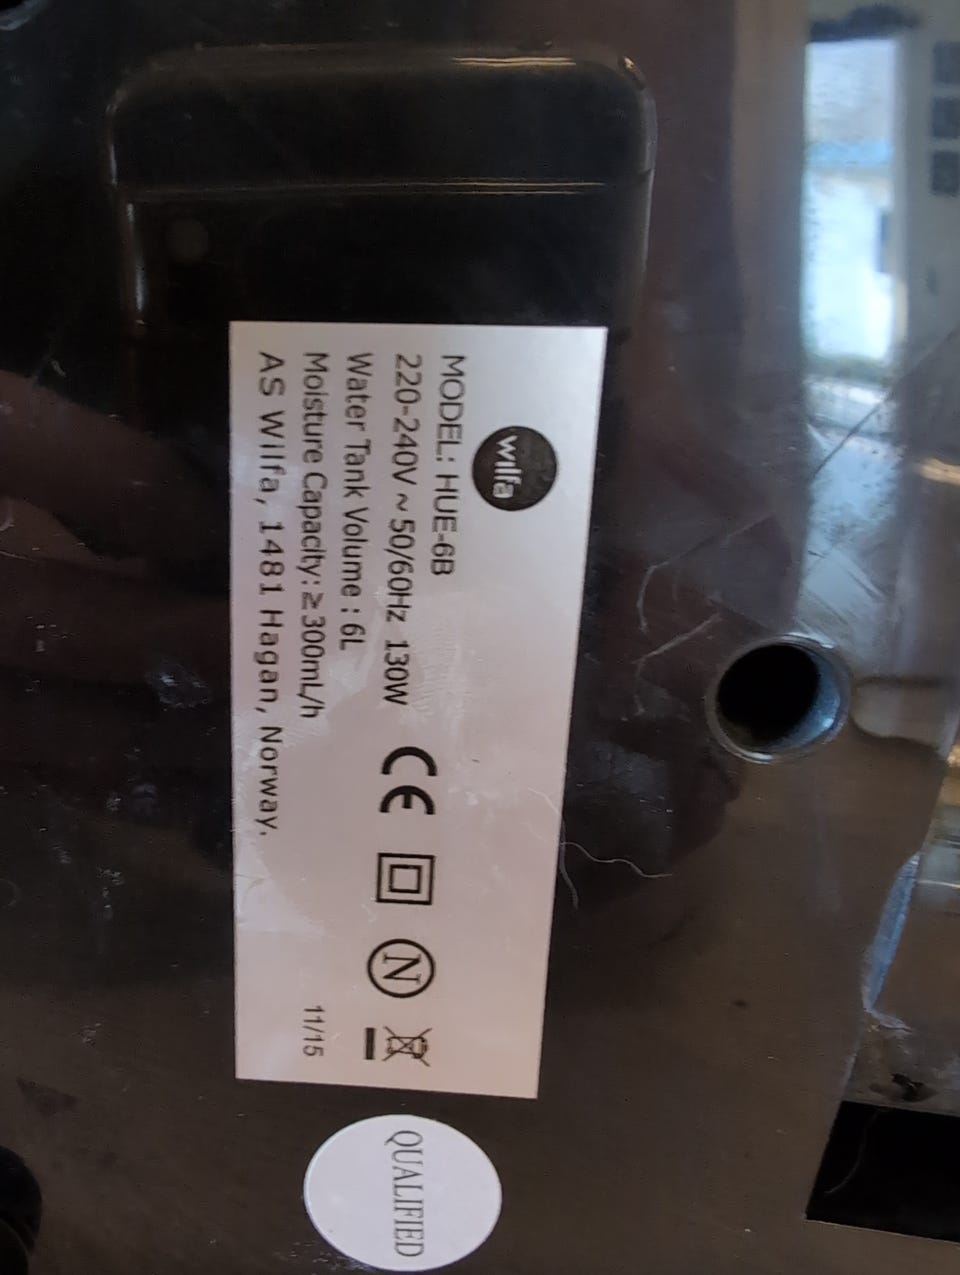 wilfa
MODEL: HUE-6B
220-240V ~ 50/60Hz 130W
Water Tank Volume : 6L
Moisture Capacity: ≥ 300mL/h
AS Wilfa, 1481 Hagan, Norway.
CE
N
11/15
QUALIFIED